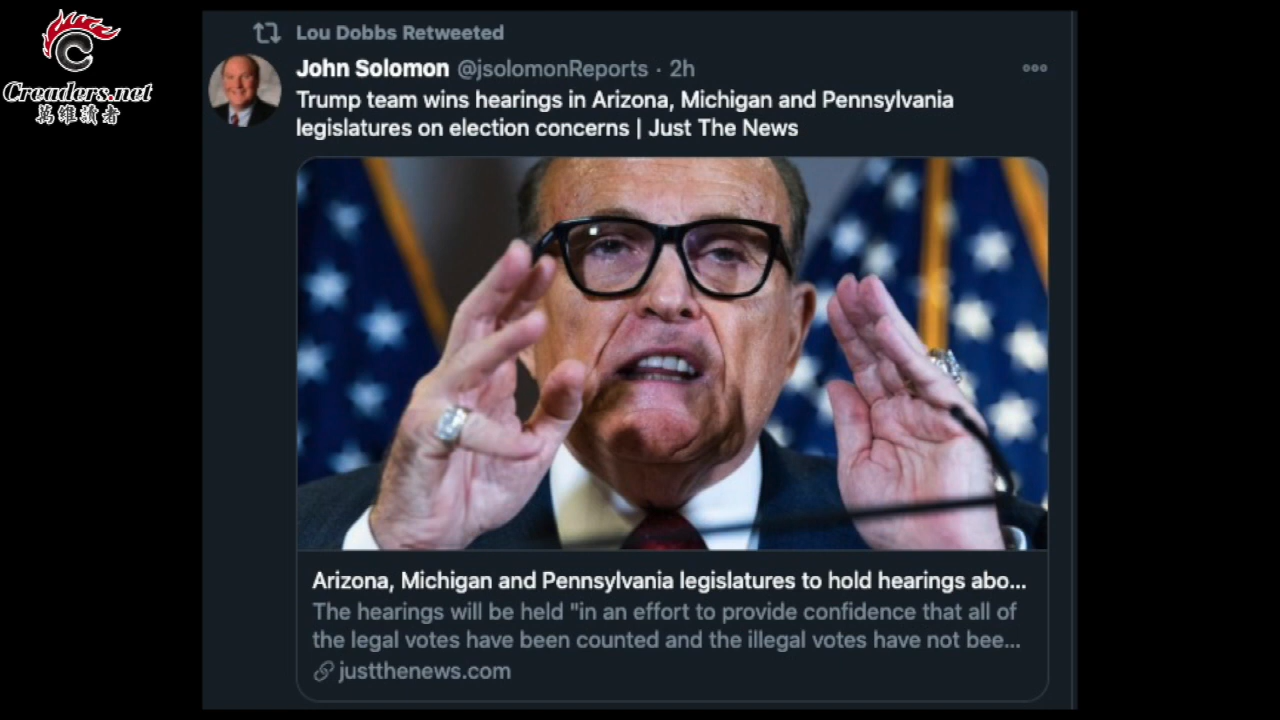 Creaders.net
萬維讀者
Lou Dobbs Retweeted
John Solomon @jsolomonReports · 2h
Trump team wins hearings in Arizona, Michigan and Pennsylvania
legislatures on election concerns | Just The News
Arizona, Michigan and Pennsylvania legislatures to hold hearings abo...
The hearings will be held "in an effort to provide confidence that all of
the legal votes have been counted and the illegal votes have not bee...
justthenews.com